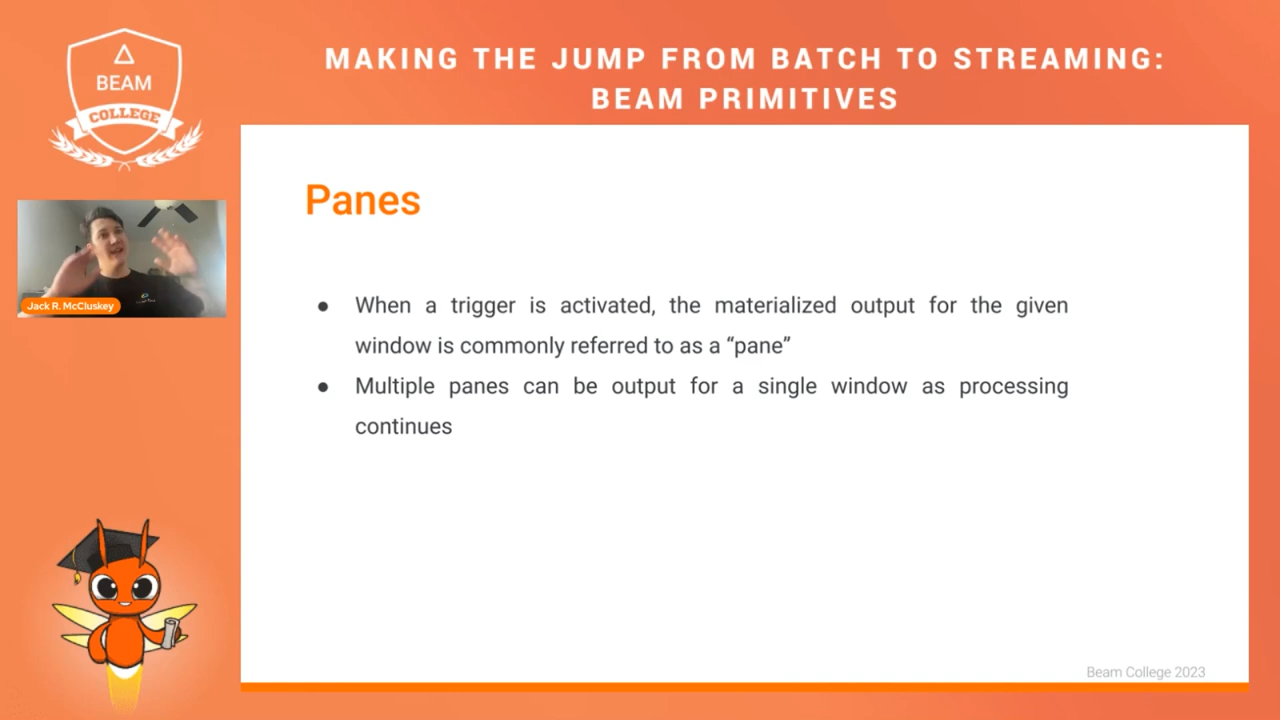 BEAM
COLLEGE
MAKING THE JUMP FROM BATCH TO STREAMING:
BEAM PRIMITIVES
Jack R. McCluskey
Panes
● When a trigger is activated, the materialized output for the given
window is commonly referred to as a “pane”
● Multiple panes can be output for a single window as processing
continues
Beam College 2023